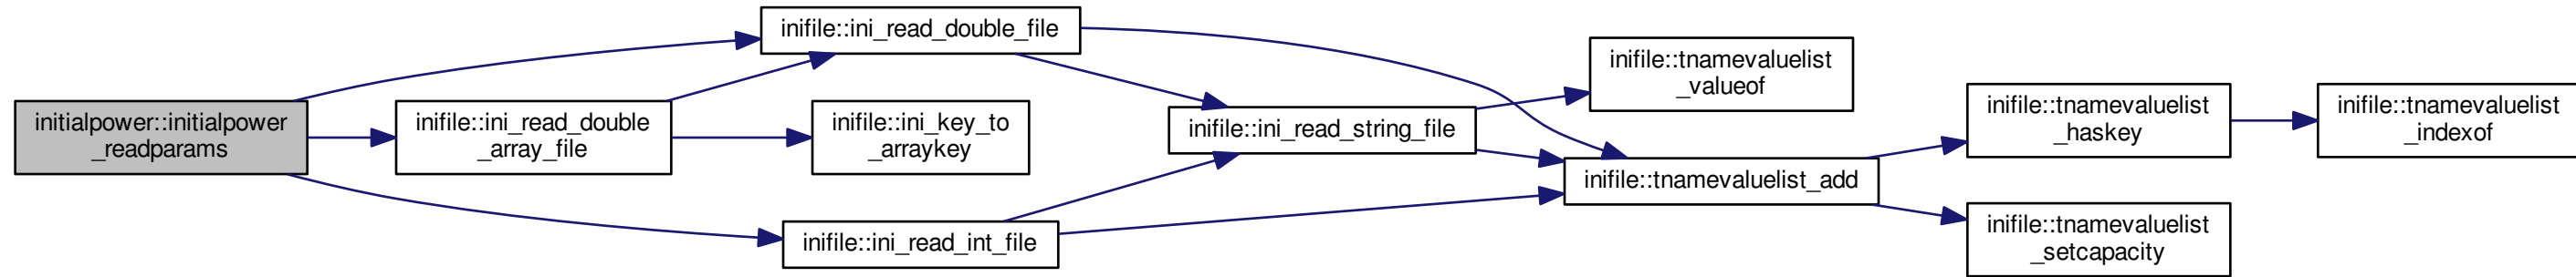 initialpower::initialpower
_readparams
inifile::ini_read_double_file
inifile::ini_read_double
_array_file
inifile::ini_key_to
_arraykey
inifile::ini_read_int_file
inifile::ini_read_string_file
inifile::tnamevaluelist
_valueof
inifile::tnamevaluelist_add
inifile::tnamevaluelist
_haskey
inifile::tnamevaluelist
_setcapacity
inifile::tnamevaluelist
_indexof